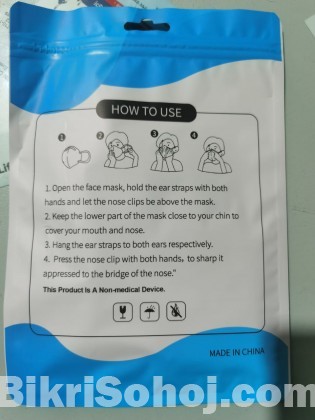 HOW TO USE
1 2 3 4
1. Open the face mask, hold the ear straps with both
hands and let the nose clips be above the mask.
2. Keep the lower part of the mask close to your chin to
cover your mouth and nose.
3. Hang the ear straps to both ears respectively.
4. Press the nose clip with both hands, to sharp it
appressed to the bridge of the nose."
This Product Is A Non-medical Device.
MADE IN CHINA
BikriSohoj.com